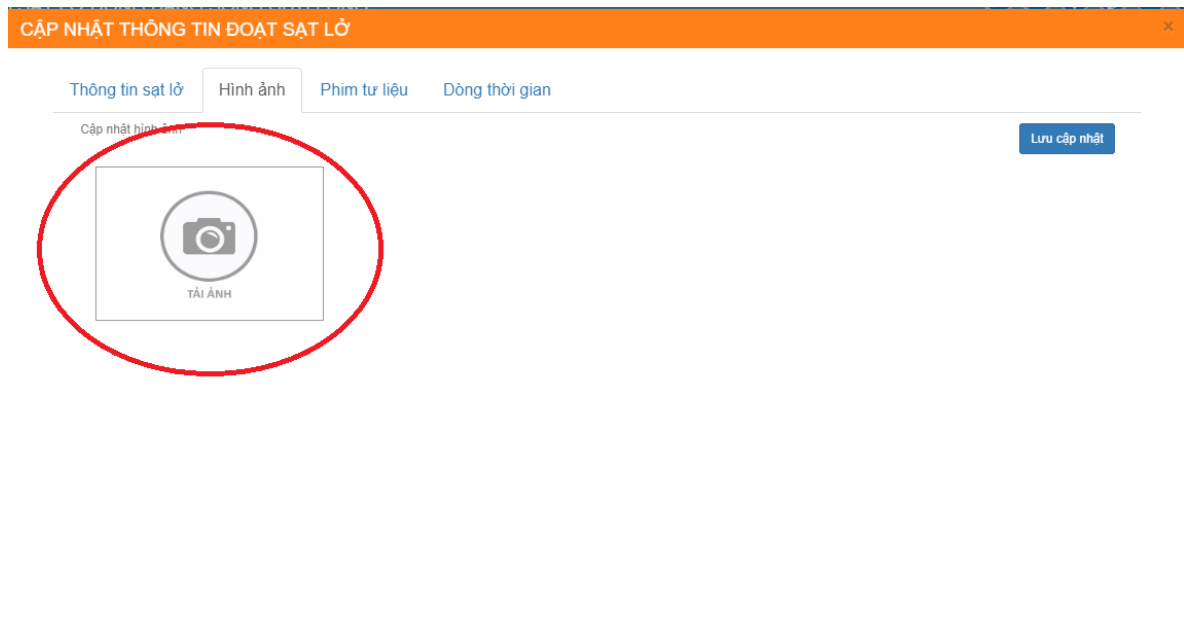 CẬP NHẬT THÔNG TIN ĐOẠT SẠT LỞ
×
Thông tin sạt lở Hình ảnh Phim tư liệu Dòng thời gian
Cập nhật hình ảnh
Lưu cập nhật
TẢI ẢNH